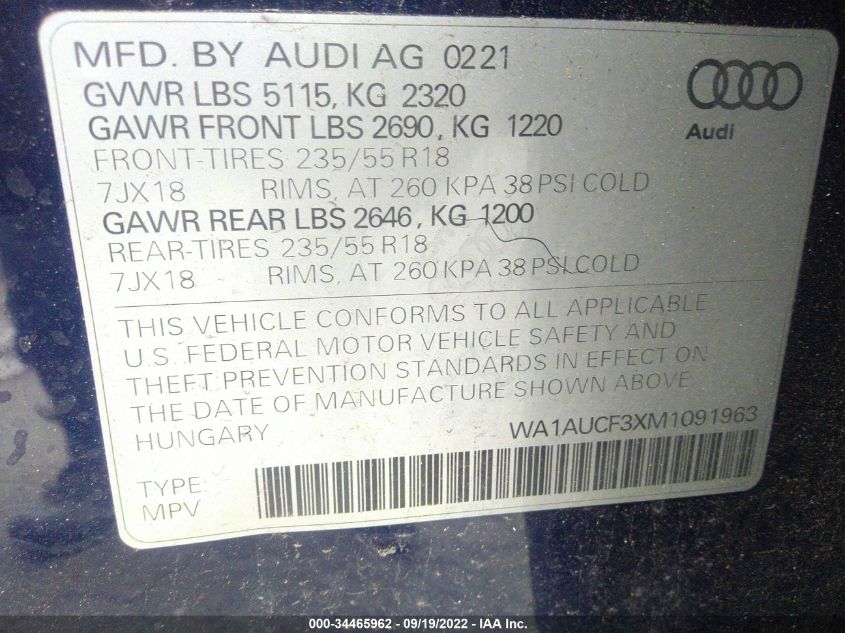 MFD. BY AUDI AG 0221
GVWR LBS 5115, KG 2320
GAWR FRONT LBS 2690, KG 1220
FRONT-TIRES 235/55 R18
7JX18 RIMS, AT 260 KPA 38 PSI COLD
GAWR REAR LBS 2646, KG 1200
REAR-TIRES 235/55 R18
7JX18 RIMS, AT 260 KPA 38 PSI COLD
Audi
THIS VEHICLE CONFORMS TO ALL APPLICABLE
U.S. FEDERAL MOTOR VEHICLE SAFETY AND
THEFT PREVENTION STANDARDS IN EFFECT ON
THE DATE OF MANUFACTURE SHOWN ABOVE
HUNGARY WA1AUCF3XM1091963
TYPE:
MPV
000-34465962 - 09/19/2022 - IAA Inc.